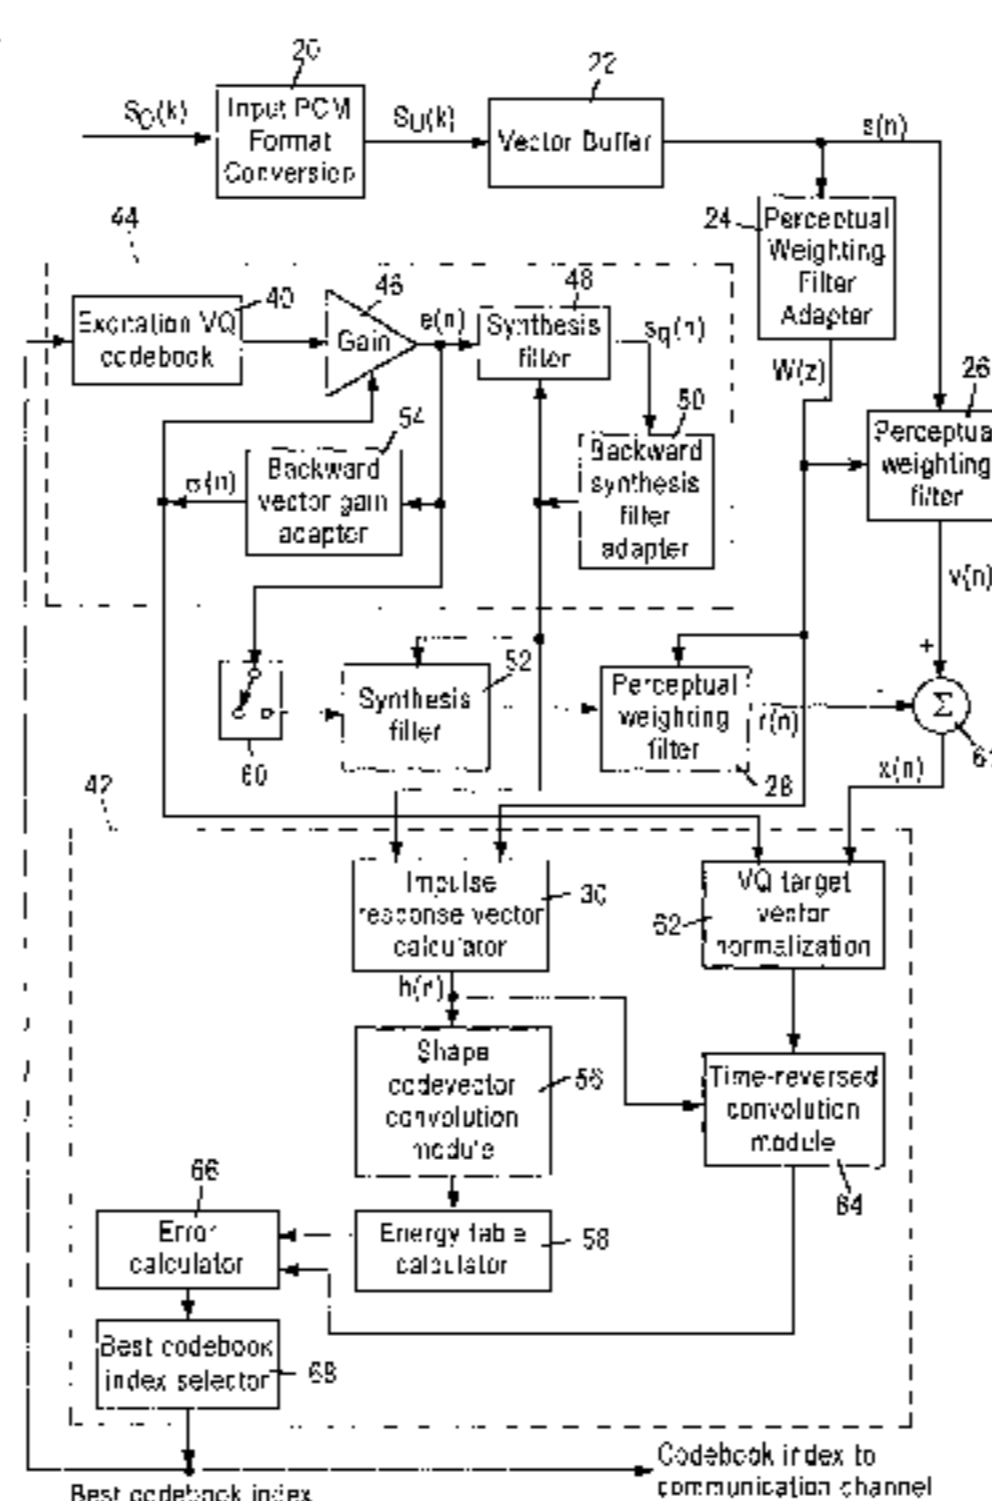 20
22
So(k)
Input PCM
Format
Conversion
SU(k)
Vector Buffer
s(n)
44
24
Perceptual
Weighting
Filter
Adapter
40
46
48
Excitation VQ
codebook
Gain
e(n)
Synthesis
filter
sq(n)
W(z)
26
54
50
Perceptual
weighting
filter
σ(n)
Backward
vector gain
adapter
Backward
synthesis
filter
adapter
v(n)
+
52
Synthesis
filter
Perceptual
weighting
filter
r(n)
-
Σ
60
28
x(n)
42
Impulse
response vector
calculator
30
VQ target
vector
normalization
62
h(n)
Shape
codevector
convolution
module
56
Time-reversed
convolution
module
64
66
Error
calculator
Energy table
calculator
58
Best codebook
index selector
68
Codebook index to
communication channel
Best codebook index